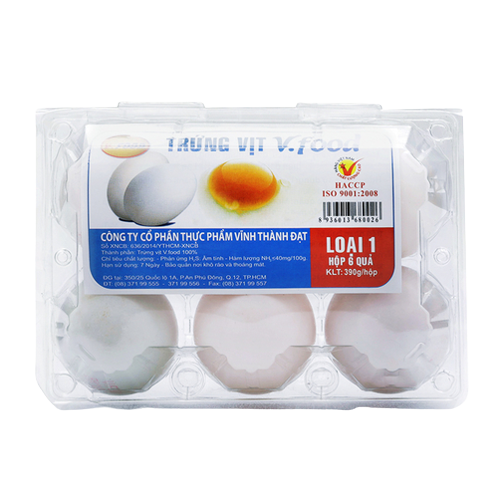 TRỨNG VỊT V.food
HACCP
ISO 9001:2008
8 936013 680026
CÔNG TY CỔ PHẦN THỰC PHẨM VĨNH THÀNH ĐẠT
Số XNCB: 636/2014/YTHCM-XNCB
Thành phần: Trứng vịt V.food 100%
Chỉ tiêu chất lượng: - Phản ứng H₂S: Âm tính - Hàm lượng NH₃<40mg/100g.
Hạn sử dụng: 7 Ngày - Bảo quản nơi khô ráo và thoáng mát.
ĐG tại: 350/25 Quốc lộ 1A, P.An Phú Đông, Q.12, TP.HCM
ĐT: (08) 371 99 555 - 371 99 556 - Fax. (08) 371 99 557
LOẠI 1
HỘP 6 QUẢ
KLT: 390g/hộp